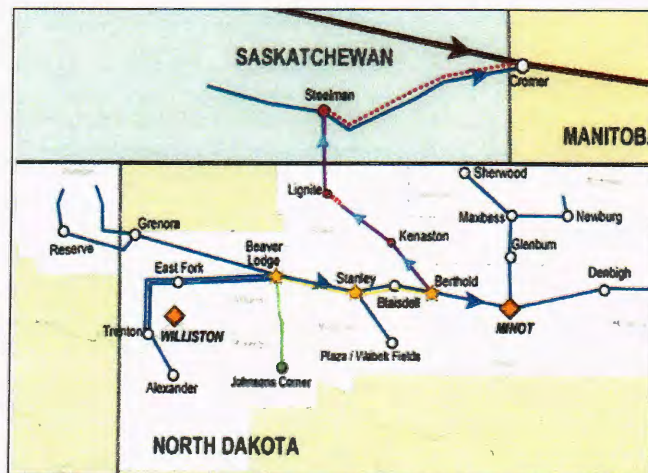 SASKATCHEWAN
Cromer
Steelman
MANITOB
Sherwood
Lignite
Maxbass
Newburg
Grenora
Kenaston
Glenburn
Reserve
Beaver
Lodge
East Fork
Stanley
Berthold
Denbigh
Blaisdell
Trenton
WILLISTON
MINOT
Plaza / Wabek Fields
Alexander
Johnsons Corner
NORTH DAKOTA